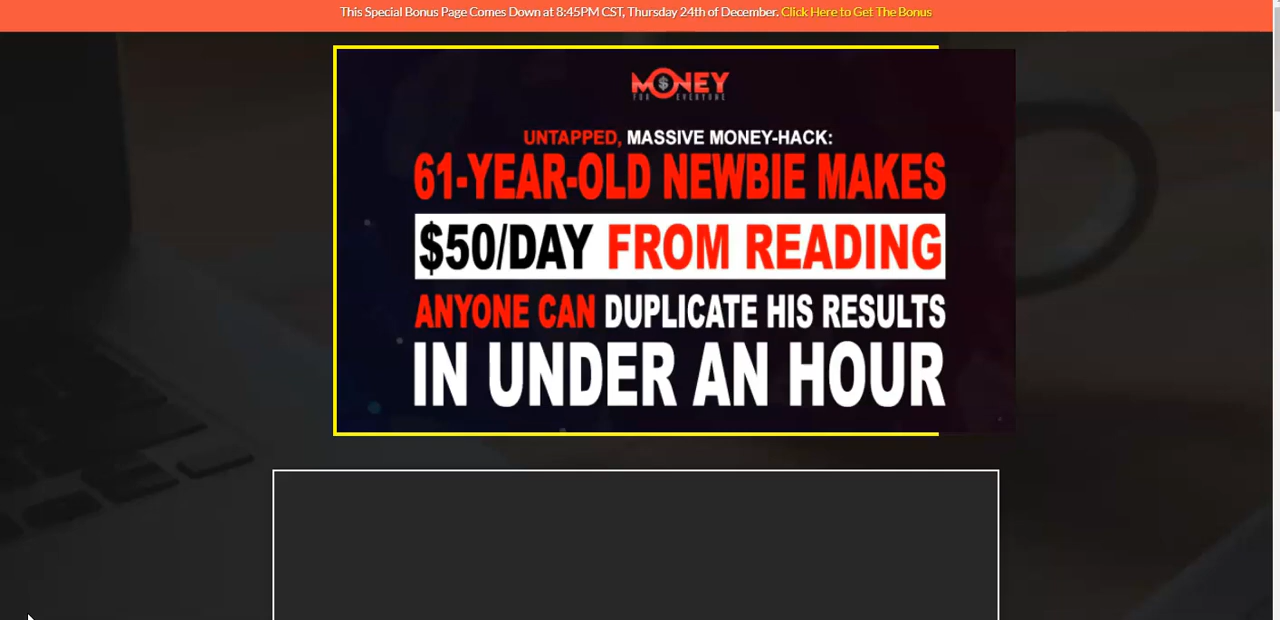 This Special Bonus Page Comes Down at 8:45PM CST, Thursday 24th of December. Click Here to Get The Bonus
MONEY
FOR EVERYONE
UNTAPPED, MASSIVE MONEY-HACK:
61-YEAR-OLD NEWBIE MAKES
$50/DAY FROM READING
ANYONE CAN DUPLICATE HIS RESULTS
IN UNDER AN HOUR